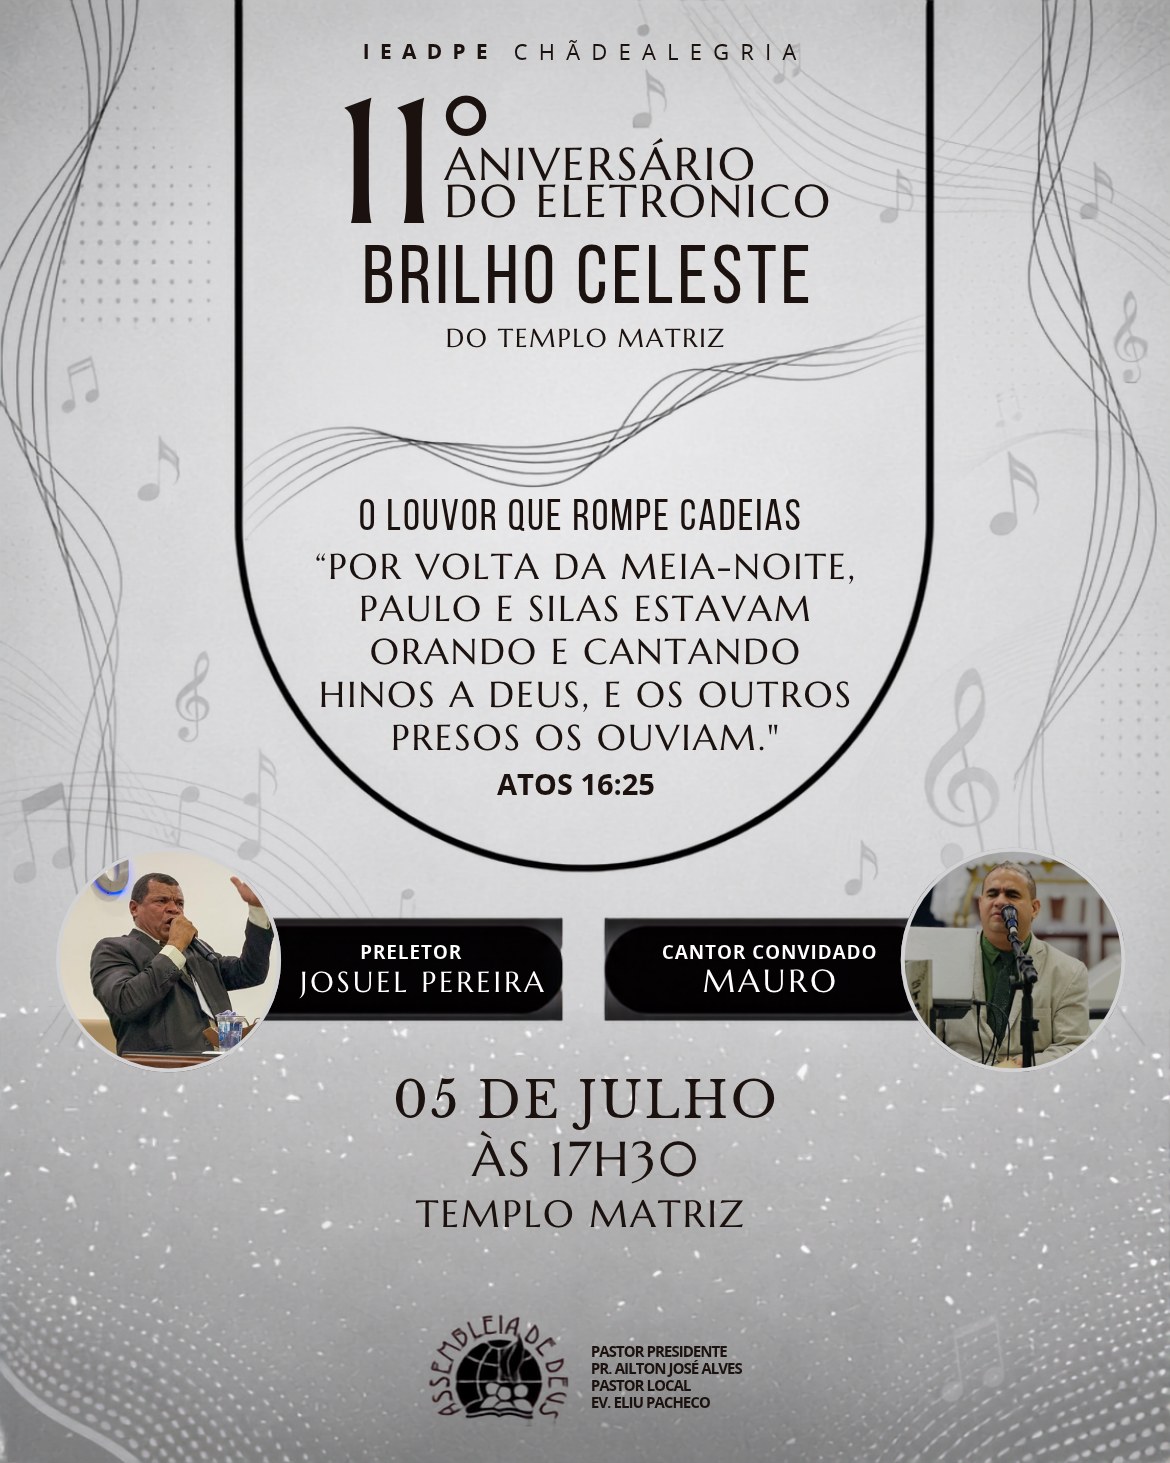 IEADPE CHÃDEALEGRIA
11º
ANIVERSÁRIO
DO ELETRONICO
BRILHO CELESTE
DO TEMPLO MATRIZ
O LOUVOR QUE ROMPE CADEIAS
“POR VOLTA DA MEIA-NOITE,
PAULO E SILAS ESTAVAM
ORANDO E CANTANDO
HINOS A DEUS, E OS OUTROS
PRESOS OS OUVIAM."
ATOS 16:25
PRELETOR
JOSUEL PEREIRA
CANTOR CONVIDADO
MAURO
05 DE JULHO
ÀS 17H30
TEMPLO MATRIZ
ASSEMBLEIA DE DEUS
PASTOR PRESIDENTE
PR. AILTON JOSÉ ALVES
PASTOR LOCAL
EV. ELIU PACHECO